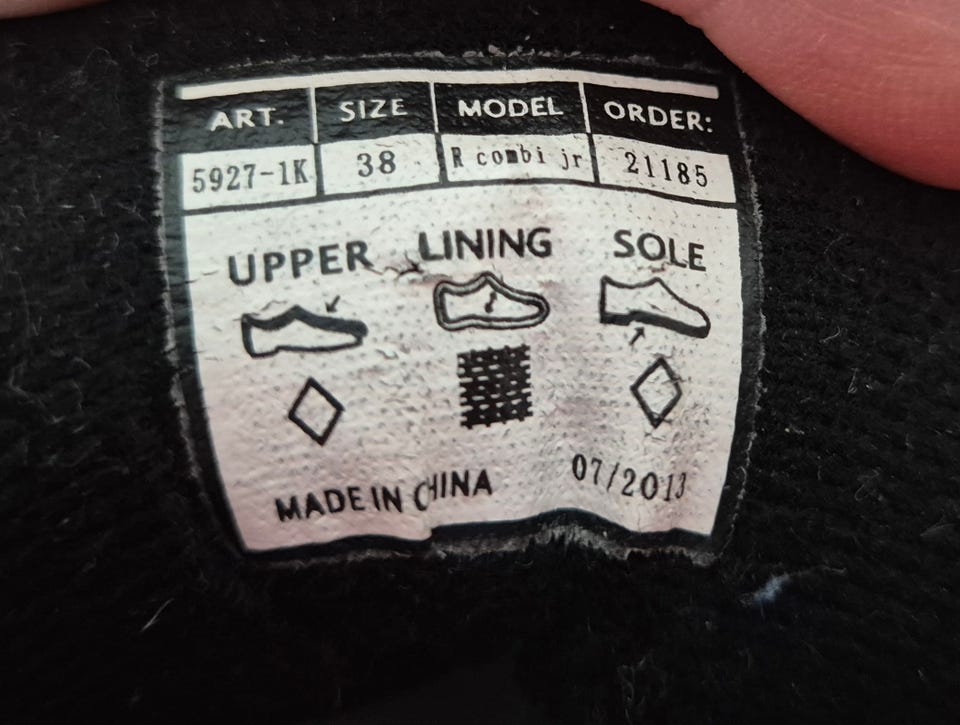 ART. SIZE MODEL ORDER:
5927-1K 38 R combi jr 21185
UPPER LINING SOLE
MADE IN CHINA 07/2013